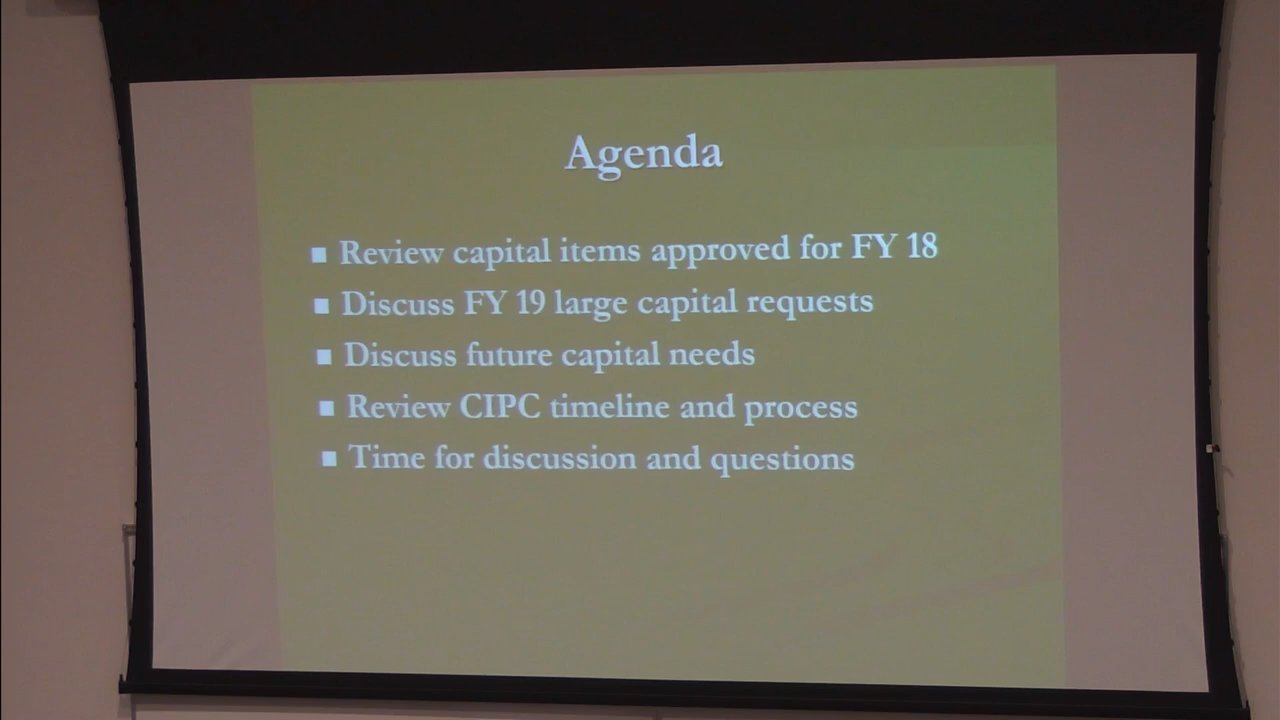 Agenda
■ Review capital items approved for FY 18
■ Discuss FY 19 large capital requests
■ Discuss future capital needs
■ Review CIPC timeline and process
■ Time for discussion and questions